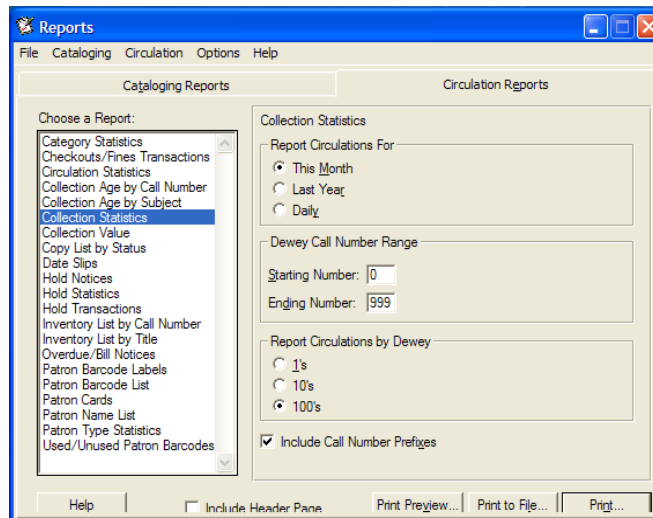 Reports
File Cataloging Circulation Options Help
Cataloging Reports
Circulation Reports
Choose a Report:
Category Statistics
Checkouts/Fines Transactions
Circulation Statistics
Collection Age by Call Number
Collection Age by Subject
Collection Statistics
Collection Value
Copy List by Status
Date Slips
Hold Notices
Hold Statistics
Hold Transactions
Inventory List by Call Number
Inventory List by Title
Overdue/Bill Notices
Patron Barcode Labels
Patron Barcode List
Patron Cards
Patron Name List
Patron Type Statistics
Used/Unused Patron Barcodes
Collection Statistics
Report Circulations For
This Month
Last Year
Daily
Dewey Call Number Range
Starting Number: 0
Ending Number: 999
Report Circulations by Dewey
1's
10's
100's
Include Call Number Prefixes
Help
Include Header Page
Print Preview...
Print to File...
Print...